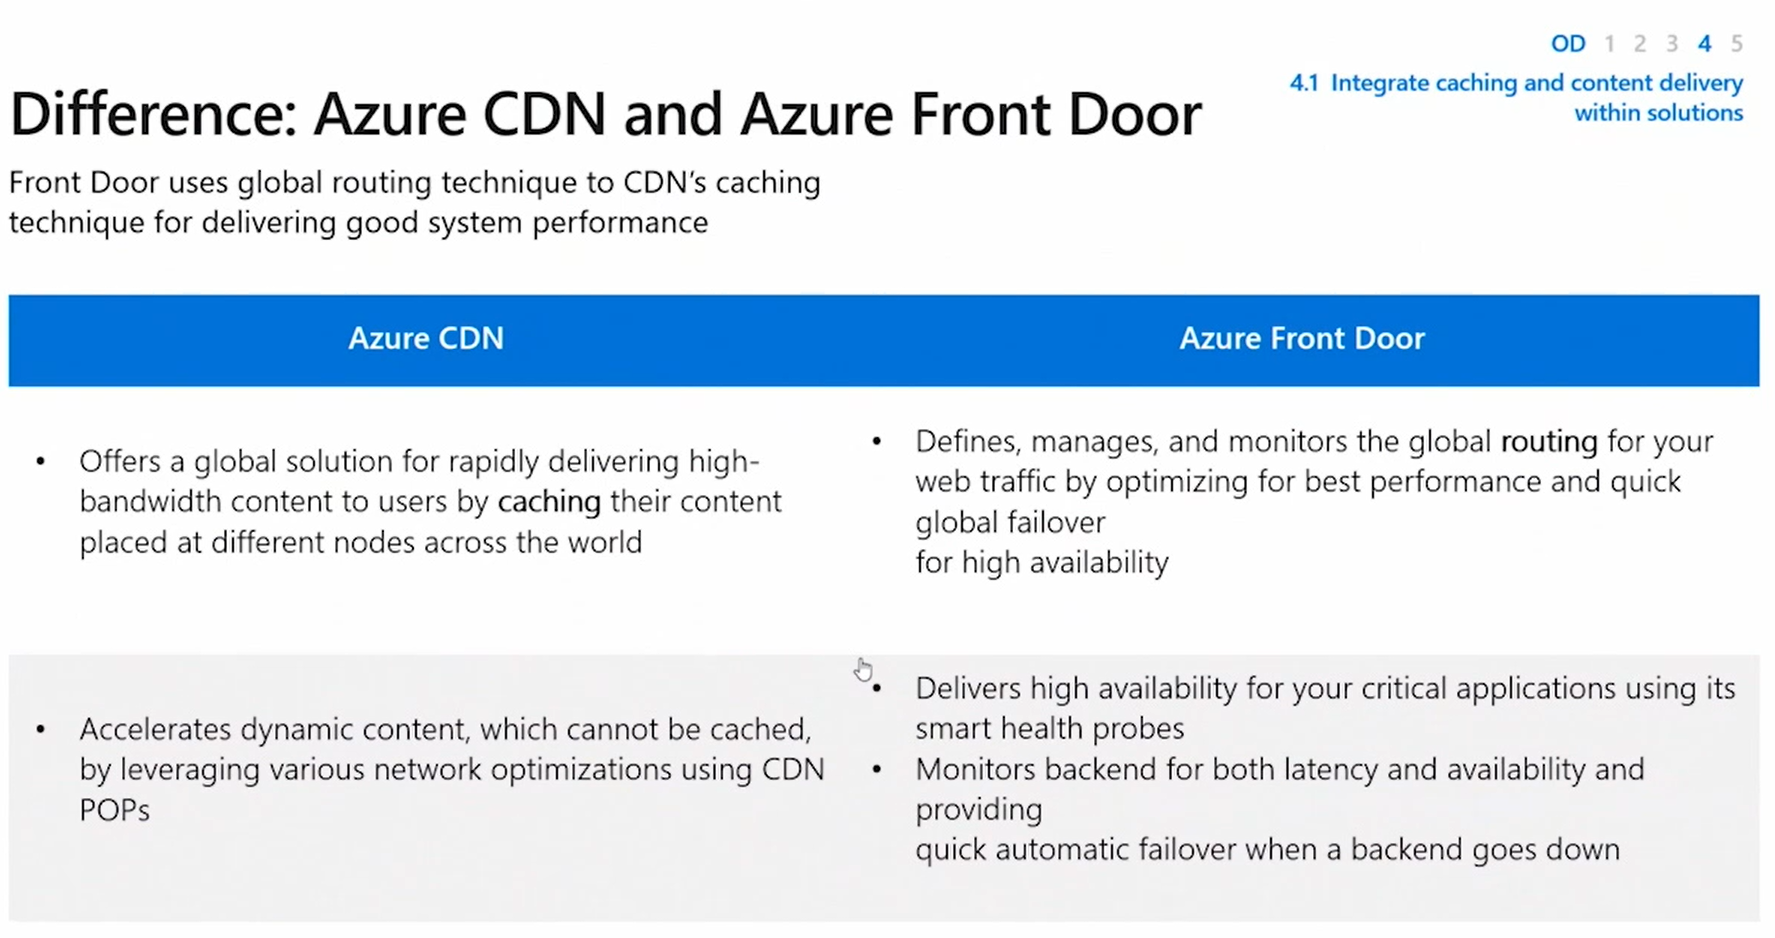 OD 1 2 3 4 5
4.1 Integrate caching and content delivery
within solutions
Difference: Azure CDN and Azure Front Door
Front Door uses global routing technique to CDN’s caching
technique for delivering good system performance
Azure CDN
Azure Front Door
• Offers a global solution for rapidly delivering high-
bandwidth content to users by caching their content
placed at different nodes across the world
• Defines, manages, and monitors the global routing for your
web traffic by optimizing for best performance and quick
global failover
for high availability
• Accelerates dynamic content, which cannot be cached,
by leveraging various network optimizations using CDN
POPs
• Delivers high availability for your critical applications using its
smart health probes
• Monitors backend for both latency and availability and
providing
quick automatic failover when a backend goes down